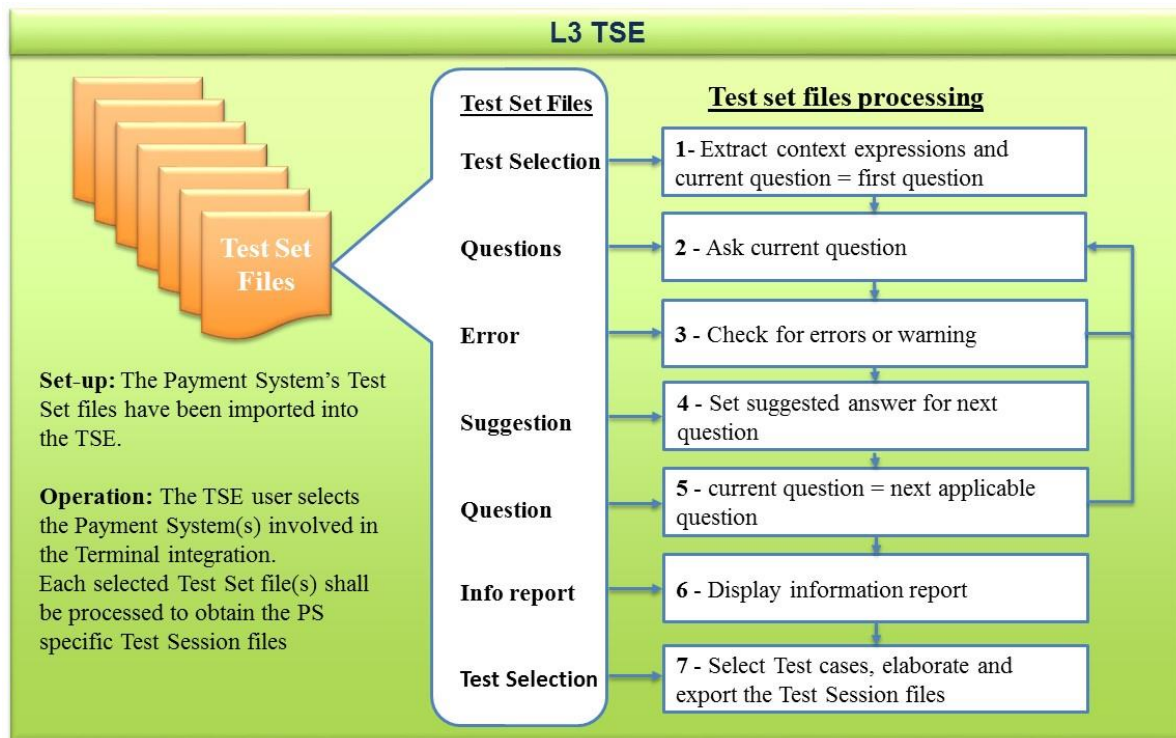 L3 TSE
Test Set
Files
Set-up: The Payment System's Test
Set files have been imported into
the TSE.
Operation: The TSE user selects
the Payment System(s) involved in
the Terminal integration.
Each selected Test Set file(s) shall
be processed to obtain the PS
specific Test Session files
Test Set Files
Test Selection
Questions
Error
Suggestion
Question
Info report
Test Selection
Test set files processing
1- Extract context expressions and
current question = first question
2 - Ask current question
3 - Check for errors or warning
4 - Set suggested answer for next
question
5 - current question = next applicable
question
6 - Display information report
7 - Select Test cases, elaborate and
export the Test Session files